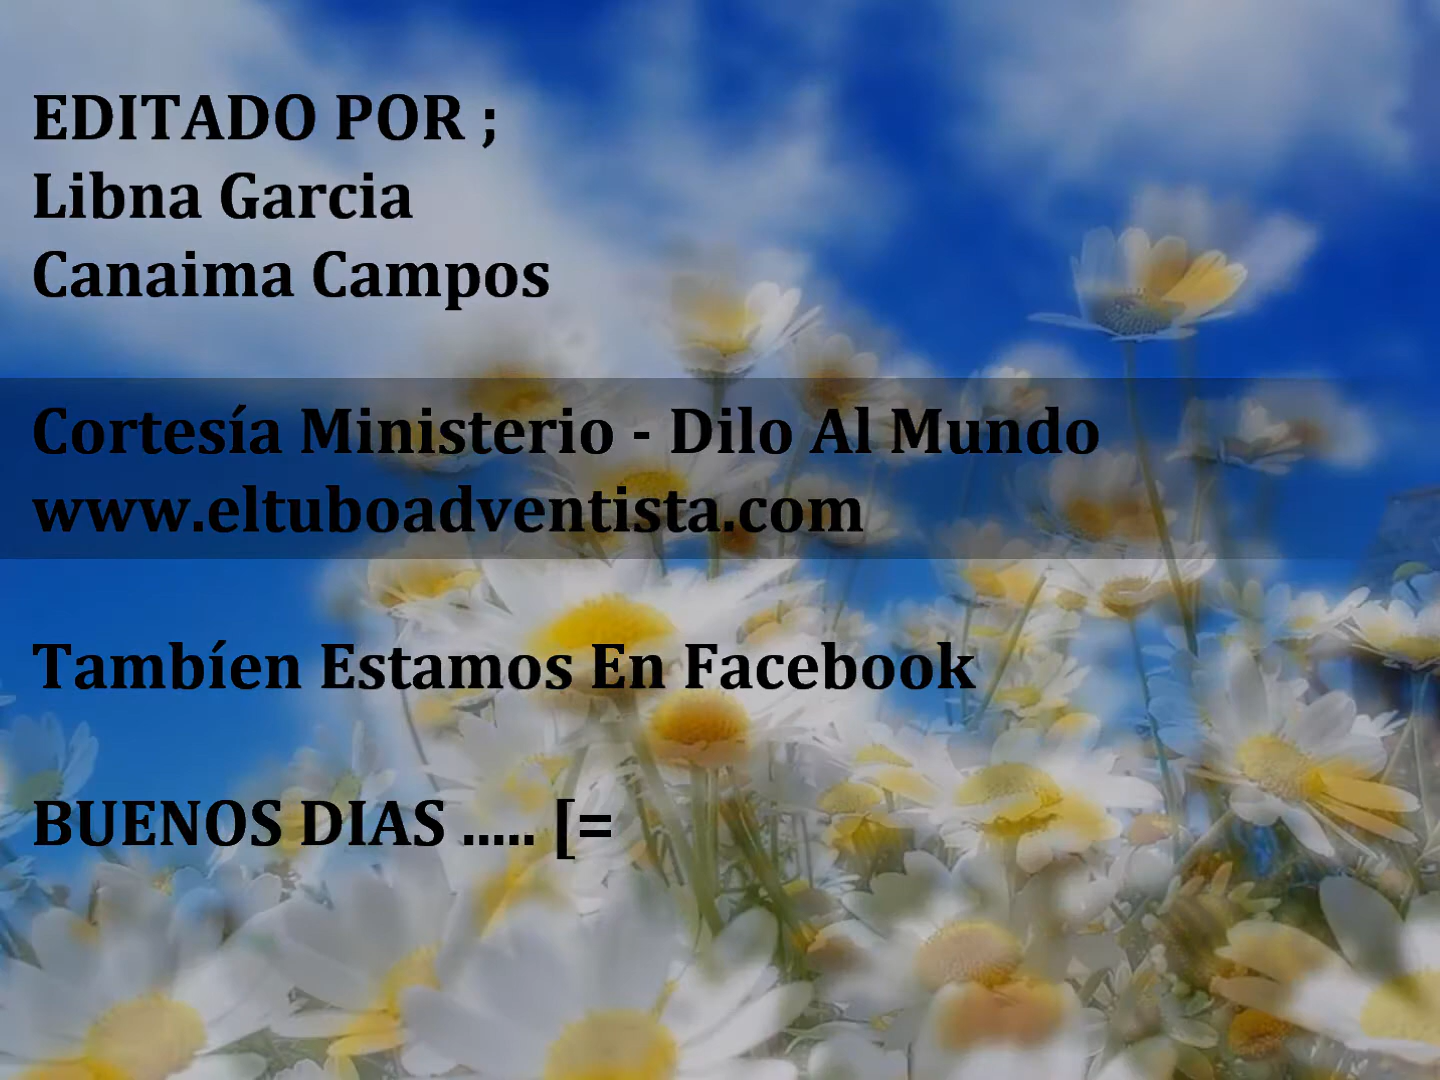 EDITADO POR ;
Libna Garcia
Canaima Campos
Cortesía Ministerio - Dilo Al Mundo
www.eltuboadventista.com
Tambíen Estamos En Facebook
BUENOS DIAS ..... [=